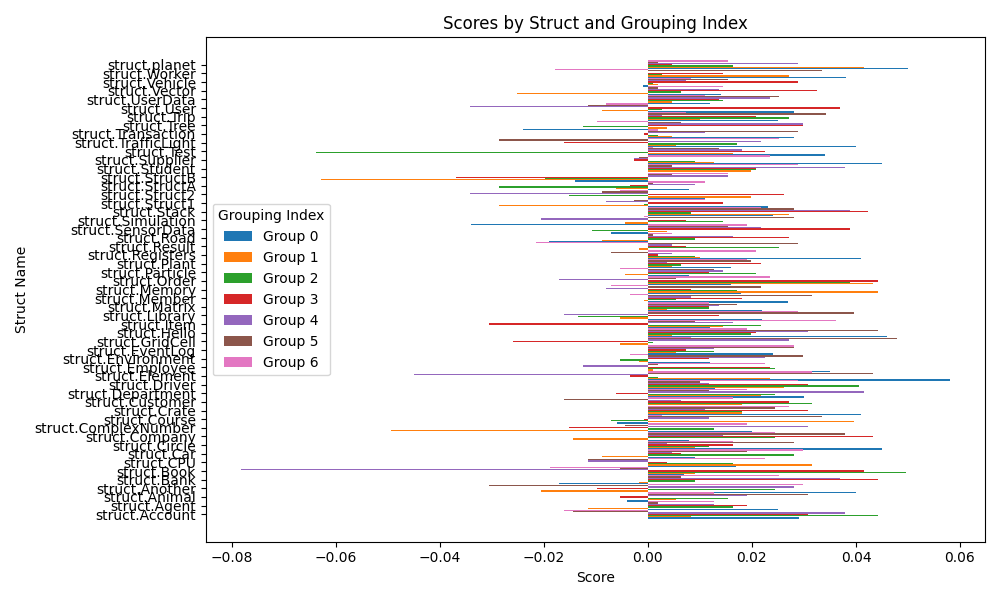 Scores by Struct and Grouping Index
struct.planet
struct.Worker
struct.Vehicle
struct.Vector
struct.UserData
struct.User
struct.Trip
struct.Tree
struct.Transaction
struct.TrafficLight
struct.Test
struct.Supplier
struct.Student
struct.StructB
struct.StructA
struct.Struct2
struct.Struct1
struct.Stack
struct.Simulation
struct.SensorData
struct.Road
struct.Result
struct.Registers
struct.Plant
struct.Particle
struct.Order
struct.Memory
struct.Member
struct.Matrix
struct.Library
struct.Item
struct.Hello
struct.GridCell
struct.EventLog
struct.Environment
struct.Employee
struct.Element
struct.Driver
struct.Department
struct.Customer
struct.Crate
struct.Course
struct.ComplexNumber
struct.Company
struct.Circle
struct.Car
struct.CPU
struct.Book
struct.Bank
struct.Another
struct.Animal
struct.Agent
struct.Account
Struct Name
Grouping Index
Group 0
Group 1
Group 2
Group 3
Group 4
Group 5
Group 6
−0.08 −0.06 −0.04 −0.02 0.00 0.02 0.04 0.06
Score